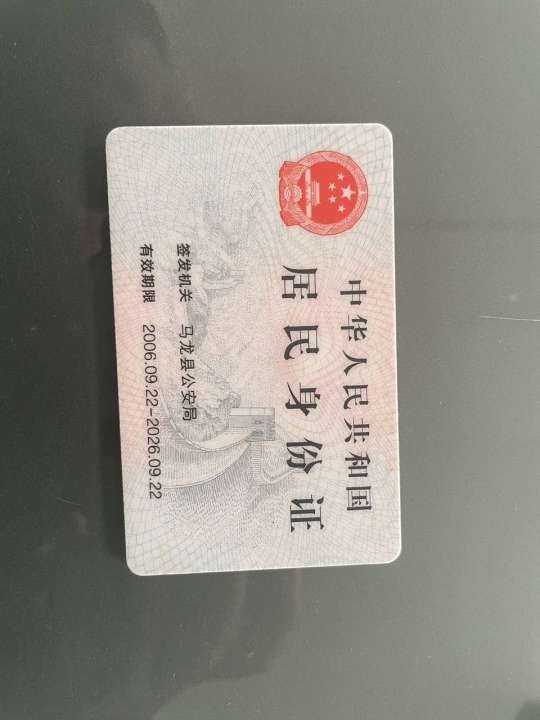 中华人民共和国
居民身份证
签发机关 马龙县公安局
有效期限 2006.09.22-2026.09.22